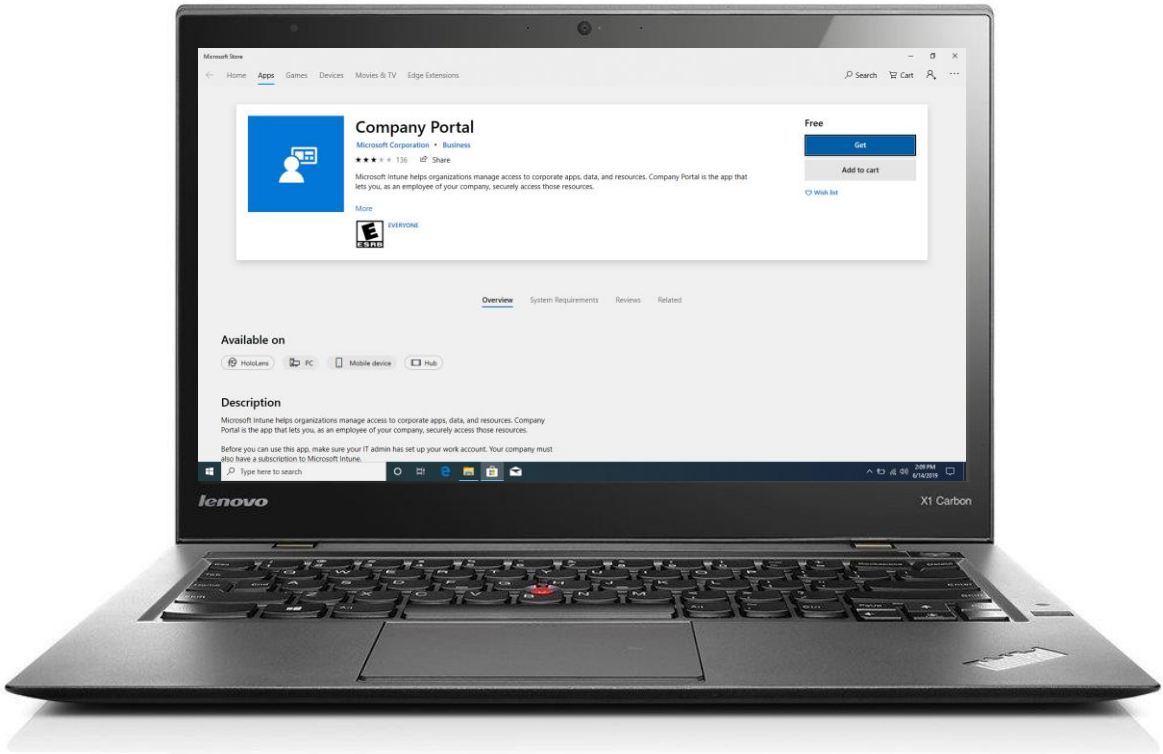 Microsoft Store
Home Apps Games Devices Movies & TV Edge Extensions Search Cart
Company Portal
Microsoft Corporation • Business
136 Share
Microsoft Intune helps organizations manage access to corporate apps, data, and resources. Company Portal is the app that
lets you, as an employee of your company, securely access those resources.
More
E
ESRB
EVERYONE
Free
Get
Add to cart
Wish list
Overview System Requirements Reviews Related
Available on
HoloLens PC Mobile device Hub
Description
Microsoft Intune helps organizations manage access to corporate apps, data, and resources. Company
Portal is the app that lets you, as an employee of your company, securely access those resources.
Before you can use this app, make sure your IT admin has set up your work account. Your company must
also have a subscription to Microsoft Intune.
Type here to search
2:09 PM
6/14/2019
lenovo X1 Carbon